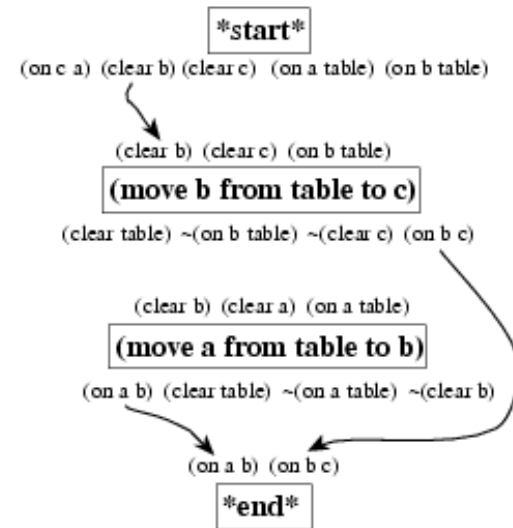 *start*
(on c a) (clear b) (clear c) (on a table) (on b table)
(clear b) (clear c) (on b table)
(move b from table to c)
(clear table) ~(on b table) ~(clear c) (on b c)
(clear b) (clear a) (on a table)
(move a from table to b)
(on a b) (clear table) ~(on a table) ~(clear b)
(on a b) (on b c)
*end*